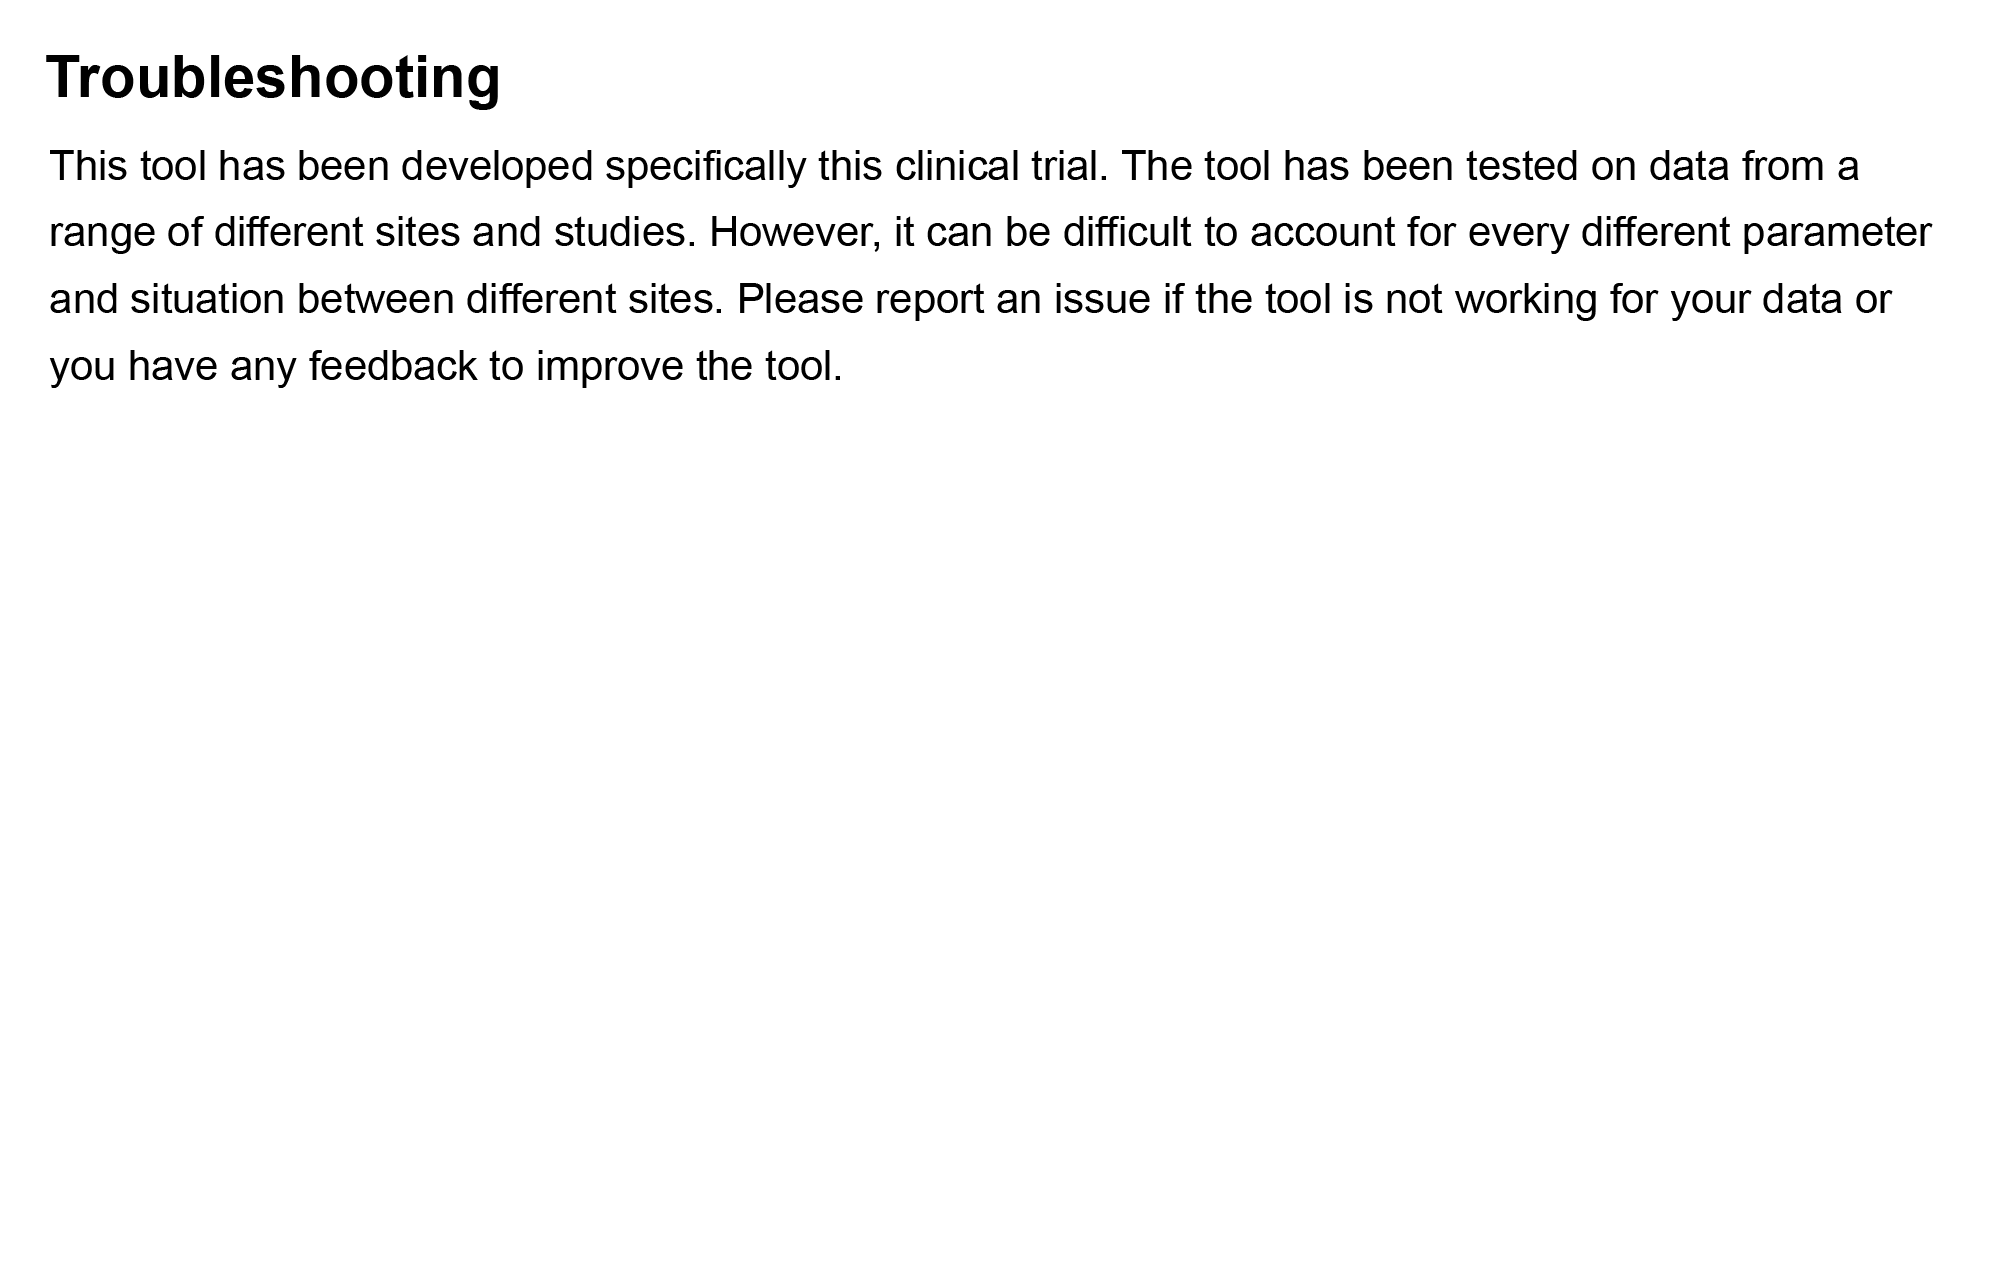 Troubleshooting
This tool has been developed specifically this clinical trial. The tool has been tested on data from a
range of different sites and studies. However, it can be difficult to account for every different parameter
and situation between different sites. Please report an issue if the tool is not working for your data or
you have any feedback to improve the tool.